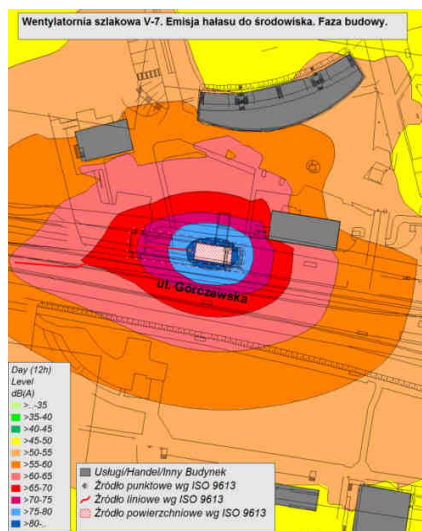 Wentylatornia szlakowa V-7. Emisja hałasu do środowiska. Faza budowy.
ul. Górczewska
Day (12h)
Level
dB(A)
>..-35
>35-40
>40-45
>45-50
>50-55
>55-60
>60-65
>65-70
>70-75
>75-80
>80-..
Usługi/Handel/Inny Budynek
Źródło punktowe wg ISO 9613
Źródło liniowe wg ISO 9613
Źródło powierzchniowe wg ISO 9613